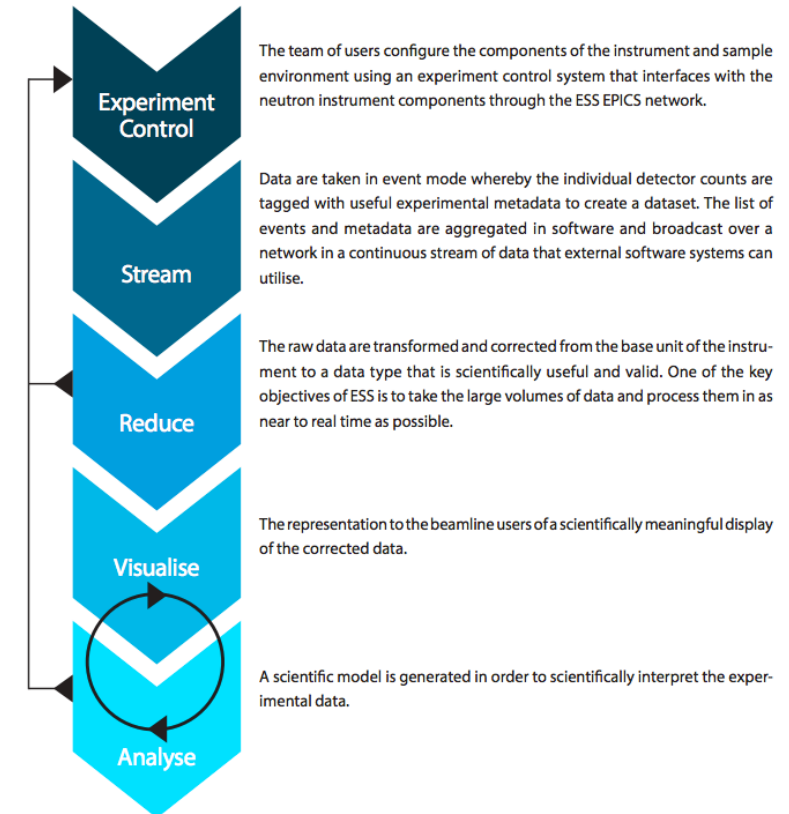 Experiment
Control
The team of users configure the components of the instrument and sample
environment using an experiment control system that interfaces with the
neutron instrument components through the ESS EPICS network.
Stream
Data are taken in event mode whereby the individual detector counts are
tagged with useful experimental metadata to create a dataset. The list of
events and metadata are aggregated in software and broadcast over a
network in a continuous stream of data that external software systems can
utilise.
Reduce
The raw data are transformed and corrected from the base unit of the instru-
ment to a data type that is scientifically useful and valid. One of the key
objectives of ESS is to take the large volumes of data and process them in as
near to real time as possible.
Visualise
The representation to the beamline users of a scientifically meaningful display
of the corrected data.
Analyse
A scientific model is generated in order to scientifically interpret the exper-
imental data.